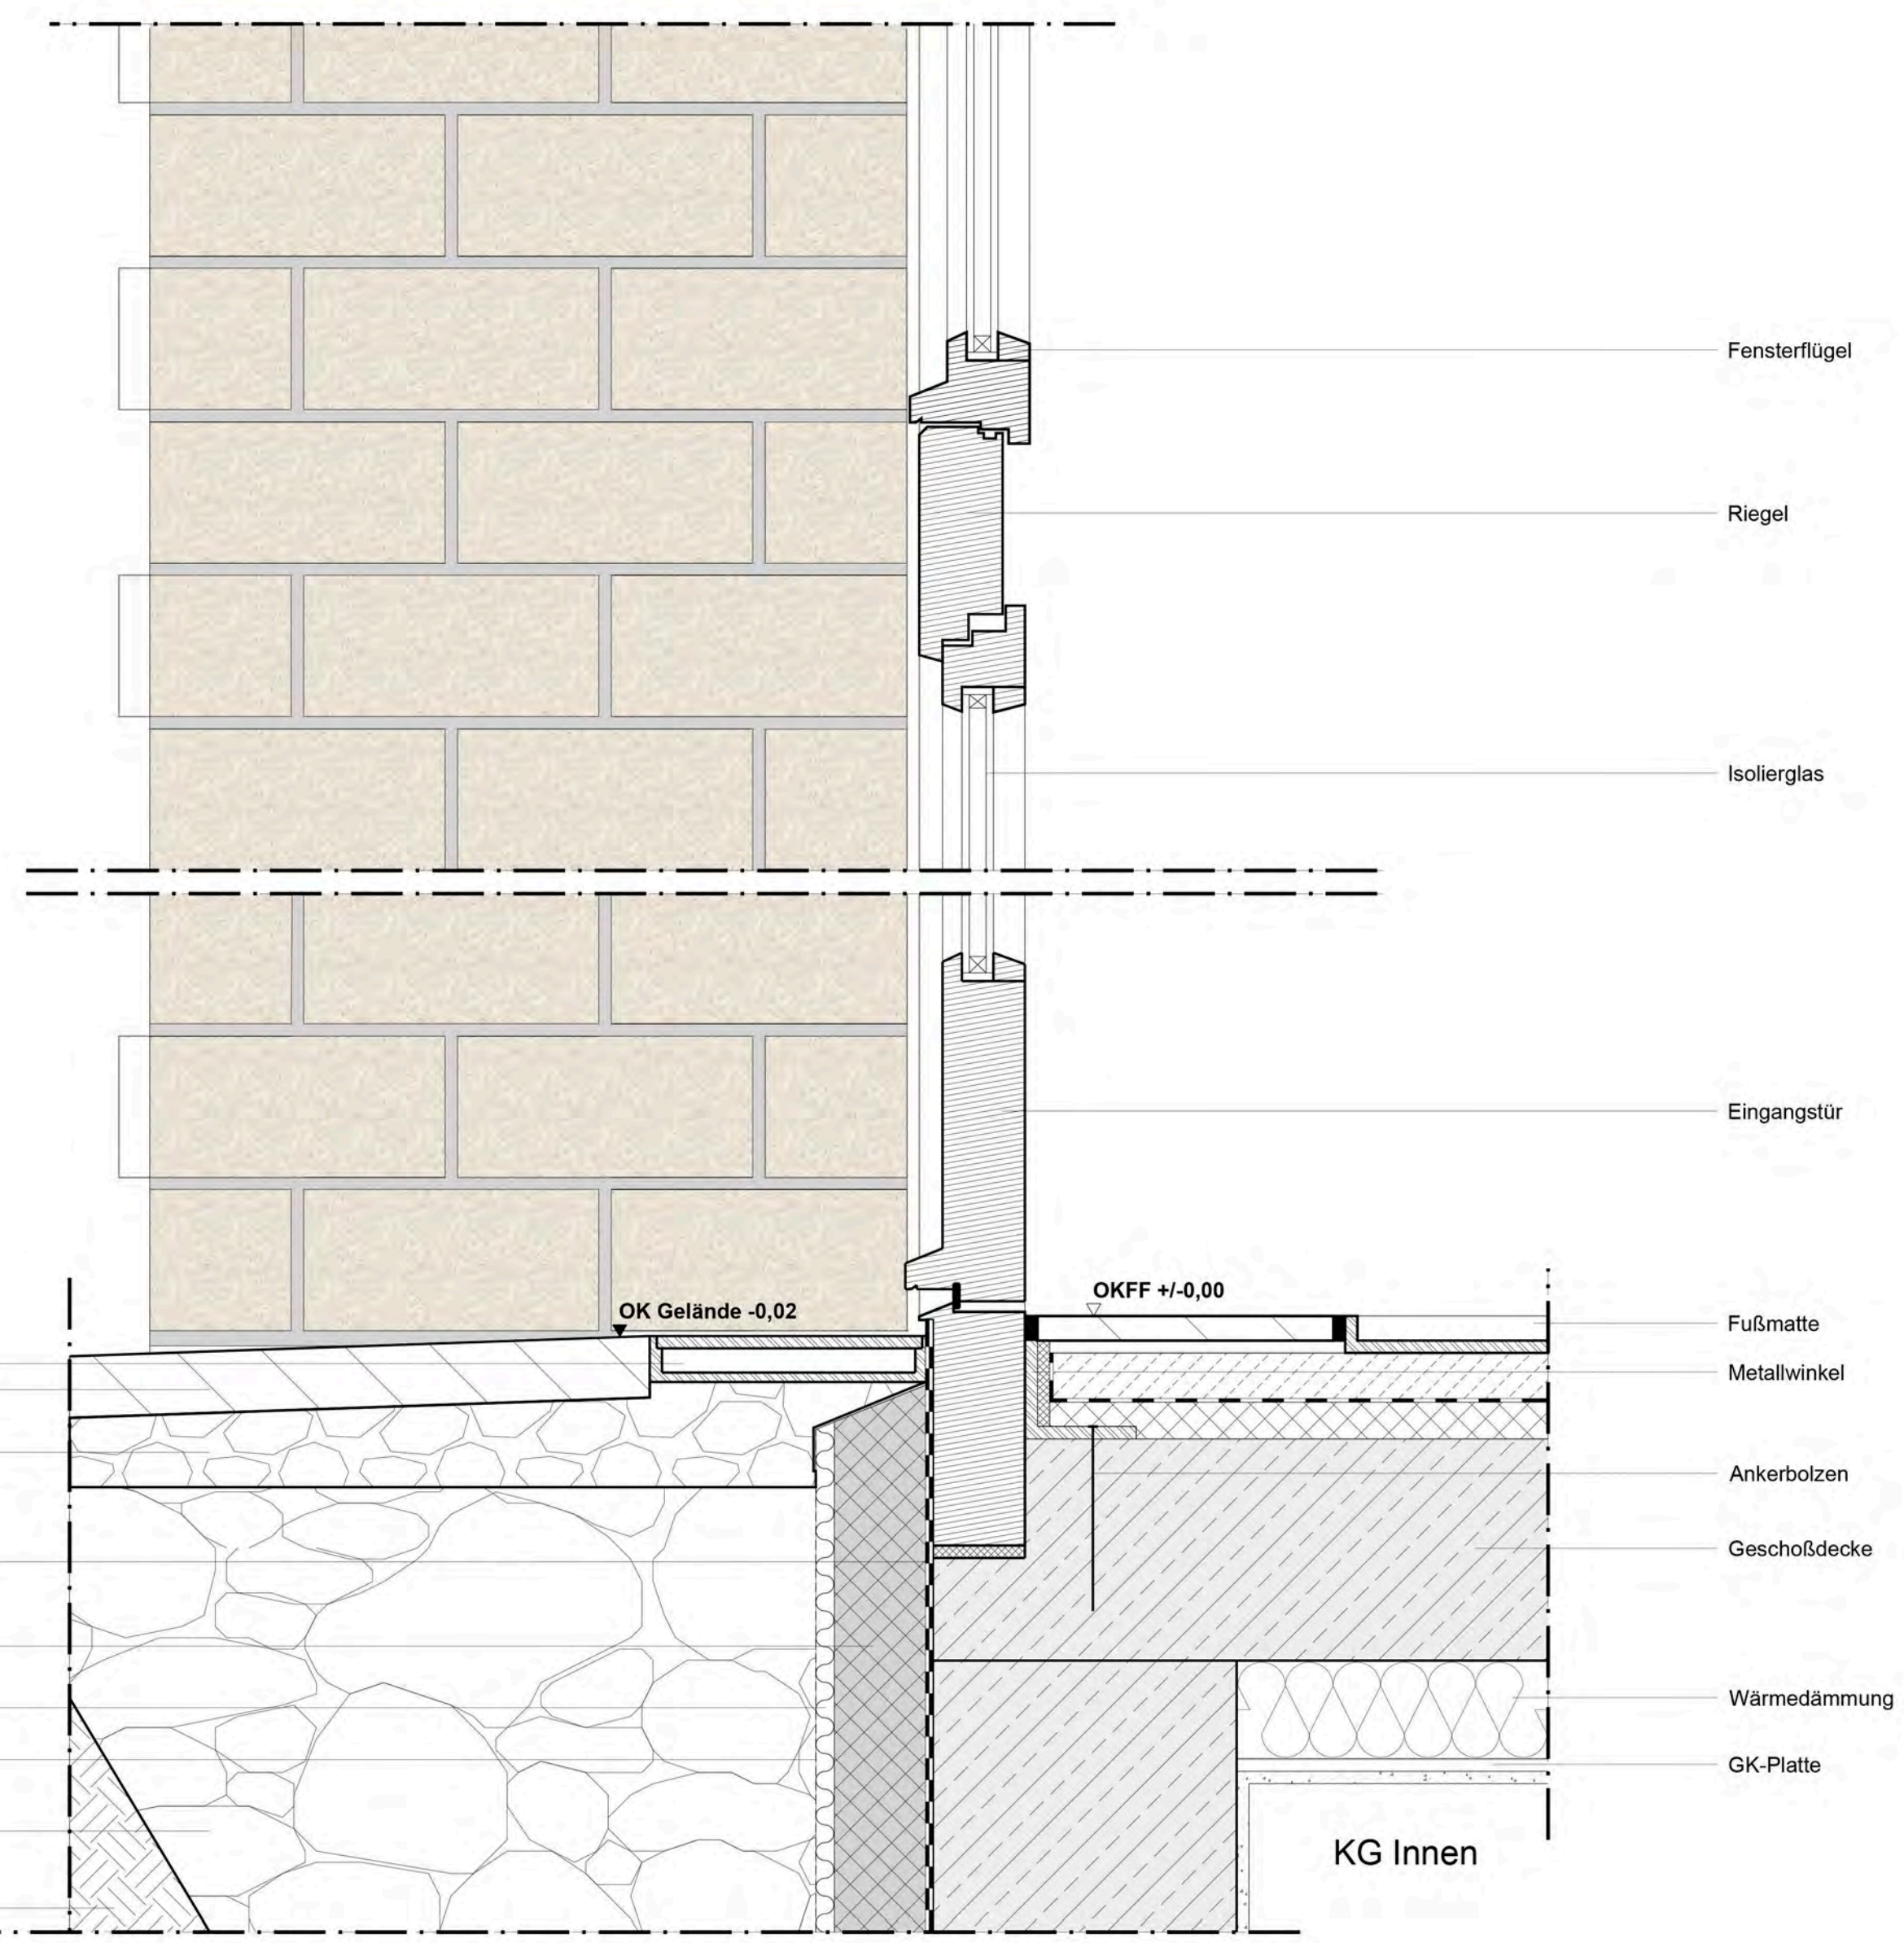 Fensterflügel
Riegel
Isolierglas
Eingangstür
OKFF +/-0,00
OK Gelände -0,02
Fußmatte
Metallwinkel
Ankerbolzen
Geschoßdecke
Wärmedämmung
GK-Platte
KG Innen